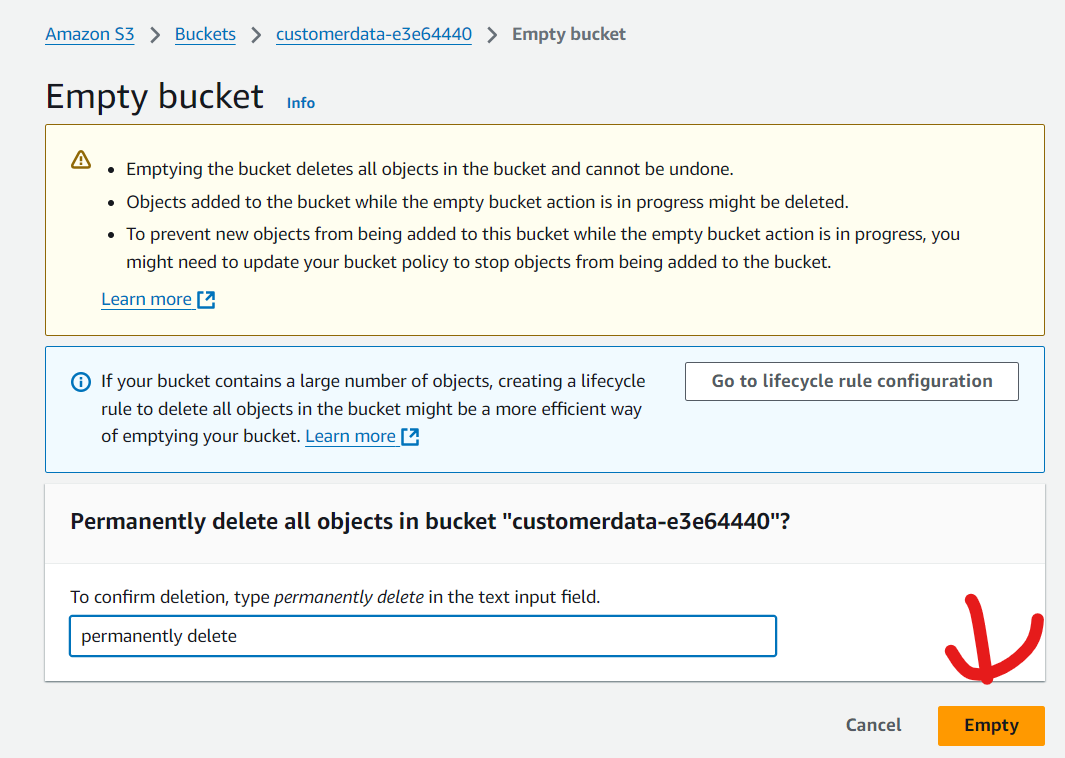 Amazon S3 > Buckets > customerdata-e3e64440 > Empty bucket
Empty bucket Info
• Emptying the bucket deletes all objects in the bucket and cannot be undone.
• Objects added to the bucket while the empty bucket action is in progress might be deleted.
• To prevent new objects from being added to this bucket while the empty bucket action is in progress, you
might need to update your bucket policy to stop objects from being added to the bucket.
Learn more
If your bucket contains a large number of objects, creating a lifecycle
rule to delete all objects in the bucket might be a more efficient way
of emptying your bucket. Learn more
Go to lifecycle rule configuration
Permanently delete all objects in bucket "customerdata-e3e64440"?
To confirm deletion, type permanently delete in the text input field.
permanently delete
Cancel Empty